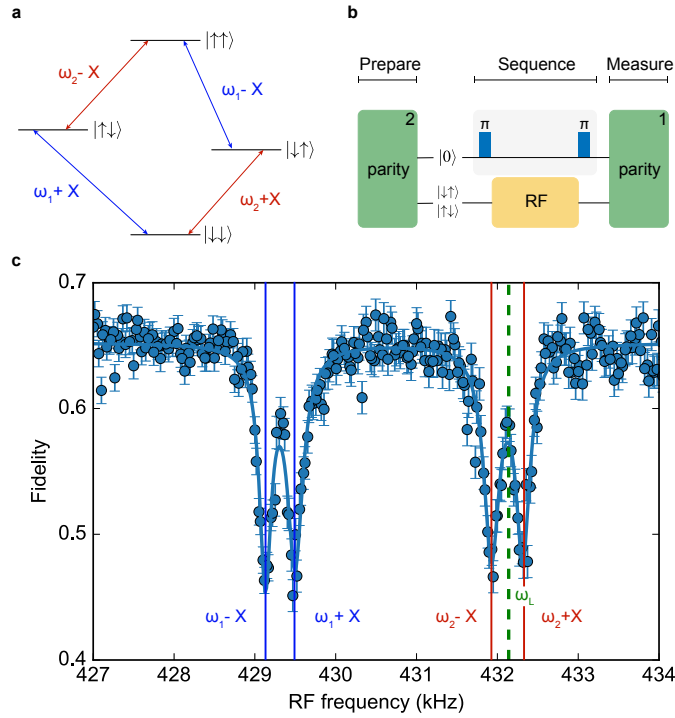 a
|↑↑⟩
ω₂- X
ω₁- X
|↑↓⟩
|↓↑⟩
ω₁+ X
ω₂+X
|↓↓⟩
b
Prepare
Sequence
Measure
2
1
π
π
parity
|0⟩
parity
|↓↑⟩
|↑↓⟩
RF
c
0.7
0.6
0.5
0.4
Fidelity
ω₁- X
ω₁+ X
ω₂- X
ω_L
ω₂+X
427
428
429
430
431
432
433
434
RF frequency (kHz)